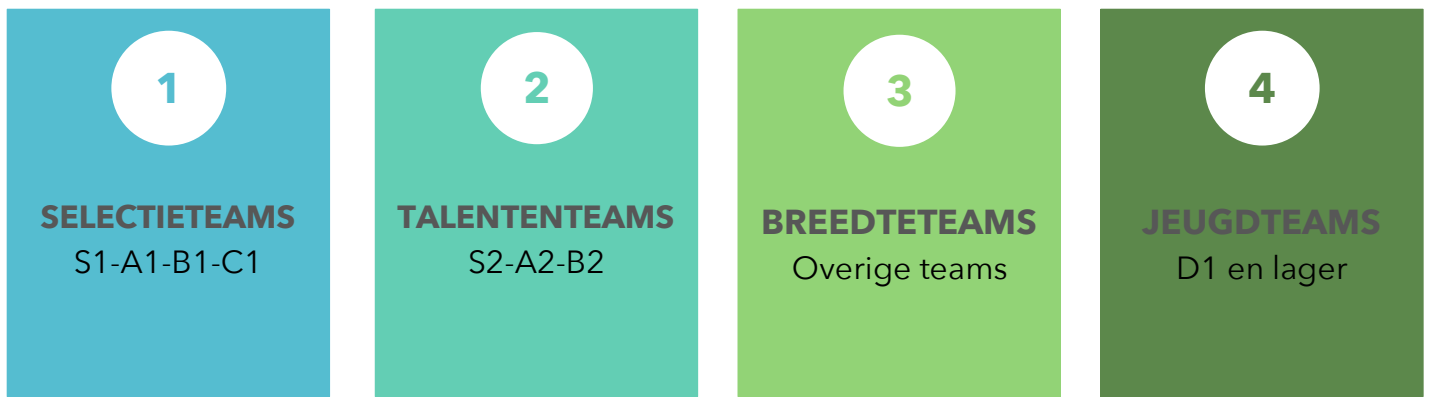 1
SELECTIETEAMS
S1-A1-B1-C1
2
TALENTENTEAMS
S2-A2-B2
3
BREEDTETEAMS
Overige teams
4
JEUGDTEAMS
D1 en lager